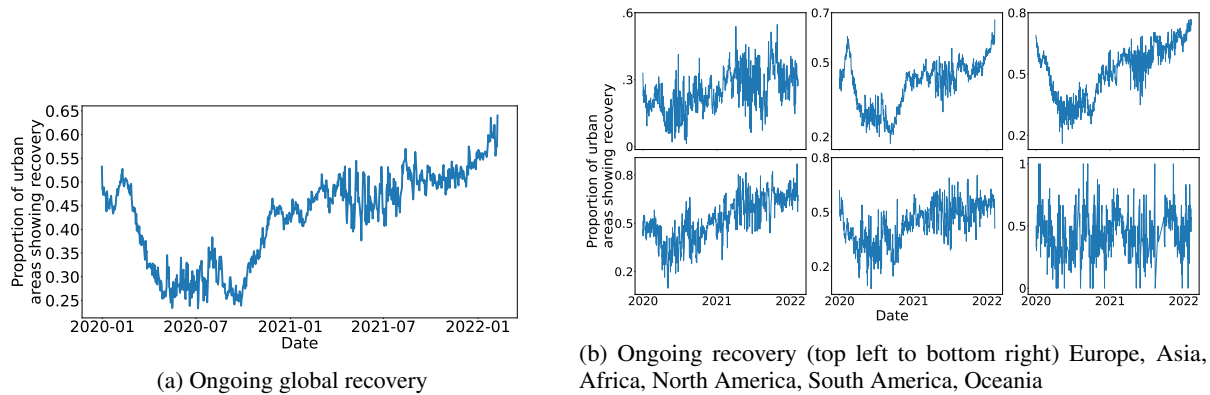 Proportion of urban
areas showing recovery
0.65
0.60
0.55
0.50
0.45
0.40
0.35
0.30
0.25
2020-01 2020-07 2021-01 2021-07 2022-01
Date
(a) Ongoing global recovery
Proportion of urban
areas showing recovery
.6
.3
0
0.7
0.5
0.2
0.8
0.5
0.2
0.8
0.5
0.2
2020 2021 2022
0.8
0.5
0.2
2020 2021 2022
1
0.5
0
2020 2021 2022
Date
(b) Ongoing recovery (top left to bottom right) Europe, Asia,
Africa, North America, South America, Oceania